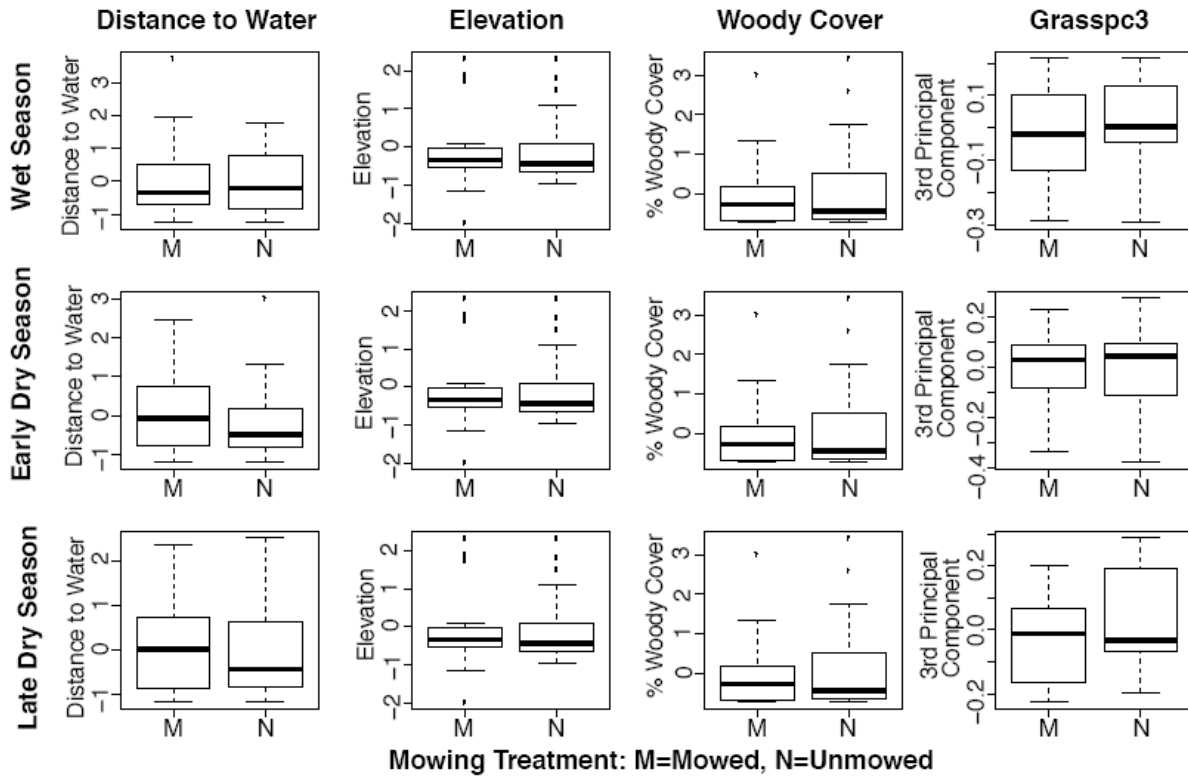 Distance to Water Elevation Woody Cover Grasspc3
Wet Season
Distance to Water
3
2
1
0
−1
M N
Elevation
2
1
0
−1
−2
M N
% Woody Cover
3
2
1
0
M N
3rd Principal
Component
0.1
−0.1
−0.3
M N
Early Dry Season
Distance to Water
3
2
1
0
−1
M N
Elevation
2
1
0
−1
−2
M N
% Woody Cover
3
2
1
0
M N
3rd Principal
Component
0.2
0.0
−0.2
−0.4
M N
Late Dry Season
Distance to Water
2
1
0
−1
M N
Elevation
2
1
0
−1
−2
M N
% Woody Cover
3
2
1
0
M N
3rd Principal
Component
0.2
0.0
−0.2
M N
Mowing Treatment: M=Mowed, N=Unmowed